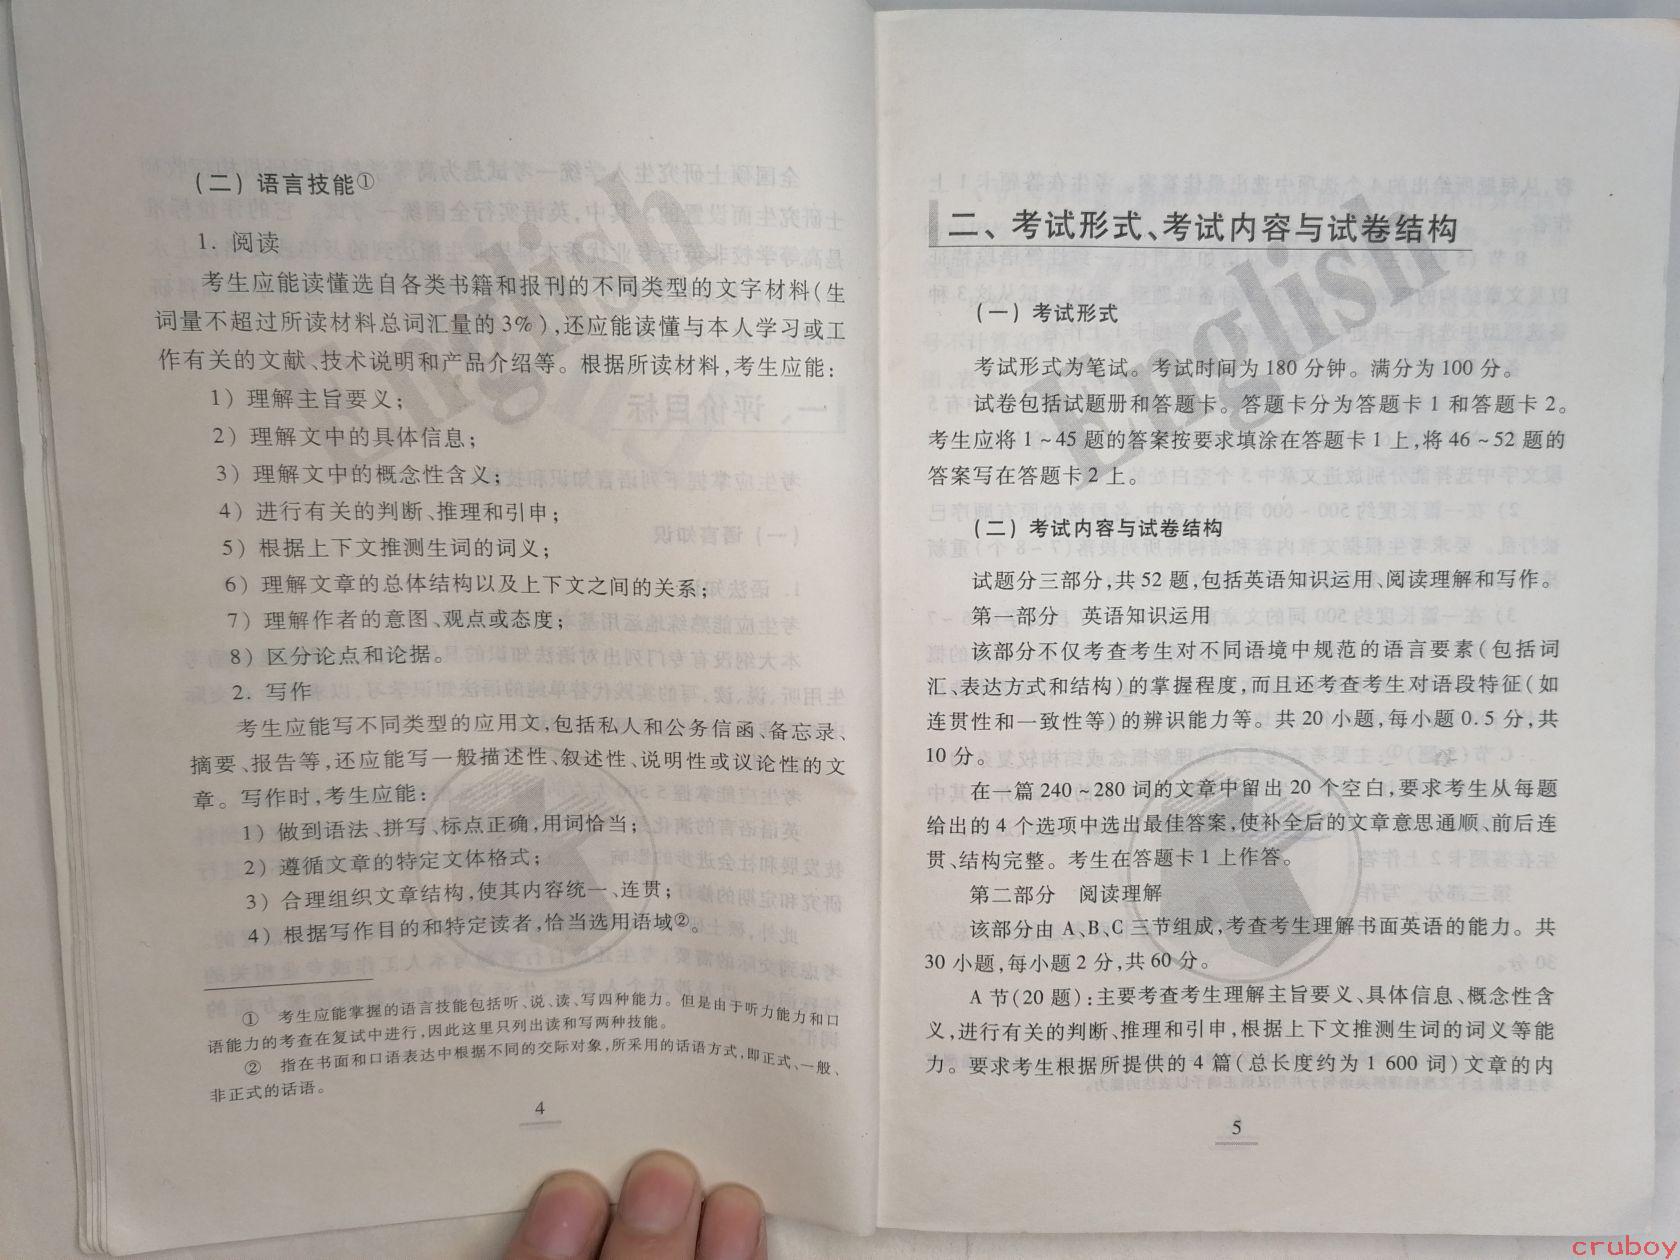 (二) 语言技能①
1. 阅读
考生应能读懂选自各类书籍和报刊的不同类型的文字材料(生
词量不超过所读材料总词汇量的3%),还应能读懂与本人学习或工
作有关的文献、技术说明和产品介绍等。根据所读材料,考生应能:
1) 理解主旨要义;
2) 理解文中的具体信息;
3) 理解文中的概念性含义;
4) 进行有关的判断、推理和引申;
5) 根据上下文推测生词的词义;
6) 理解文章的总体结构以及上下文之间的关系;
7) 理解作者的意图、观点或态度;
8) 区分论点和论据。
2. 写作
考生应能写不同类型的应用文,包括私人和公务信函、备忘录、
摘要、报告等,还应能写一般描述性、叙述性、说明性或议论性的文
章。写作时,考生应能:
1) 做到语法、拼写、标点正确,用词恰当;
2) 遵循文章的特定文体格式;
3) 合理组织文章结构,使其内容统一、连贯;
4) 根据写作目的和特定读者,恰当选用语域②。
① 考生应能掌握的语言技能包括听、说、读、写四种能力。但是由于听力能力和口
语能力的考查在复试中进行,因此这里只列出读和写两种技能。
② 指在书面和口语表达中根据不同的交际对象,所采用的话语方式,即正式、一般、
非正式的话语。
4
English
二、考试形式、考试内容与试卷结构
(一) 考试形式
考试形式为笔试。考试时间为180分钟。满分为100分。
试卷包括试题册和答题卡。答题卡分为答题卡1和答题卡2。
考生应将1~45题的答案按要求填涂在答题卡1上,将46~52题的
答案写在答题卡2上。
(二) 考试内容与试卷结构
试题分三部分,共52题,包括英语知识运用、阅读理解和写作。
第一部分 英语知识运用
该部分不仅考查考生对不同语境中规范的语言要素(包括词
汇、表达方式和结构)的掌握程度,而且还考查考生对语段特征(如
连贯性和一致性等)的辨识能力等。共20小题,每小题0.5分,共
10分。
在一篇240~280词的文章中留出20个空白,要求考生从每题
给出的4个选项中选出最佳答案,使补全后的文章意思通顺、前后连
贯、结构完整。考生在答题卡1上作答。
第二部分 阅读理解
该部分由A、B、C三节组成,考查考生理解书面英语的能力。共
30小题,每小题2分,共60分。
A节(20题):主要考查考生理解主旨要义、具体信息、概念性含
义,进行有关的判断、推理和引申,根据上下文推测生词的词义等能
力。要求考生根据所提供的4篇(总长度约为1 600词)文章的内
5
English
cruboy